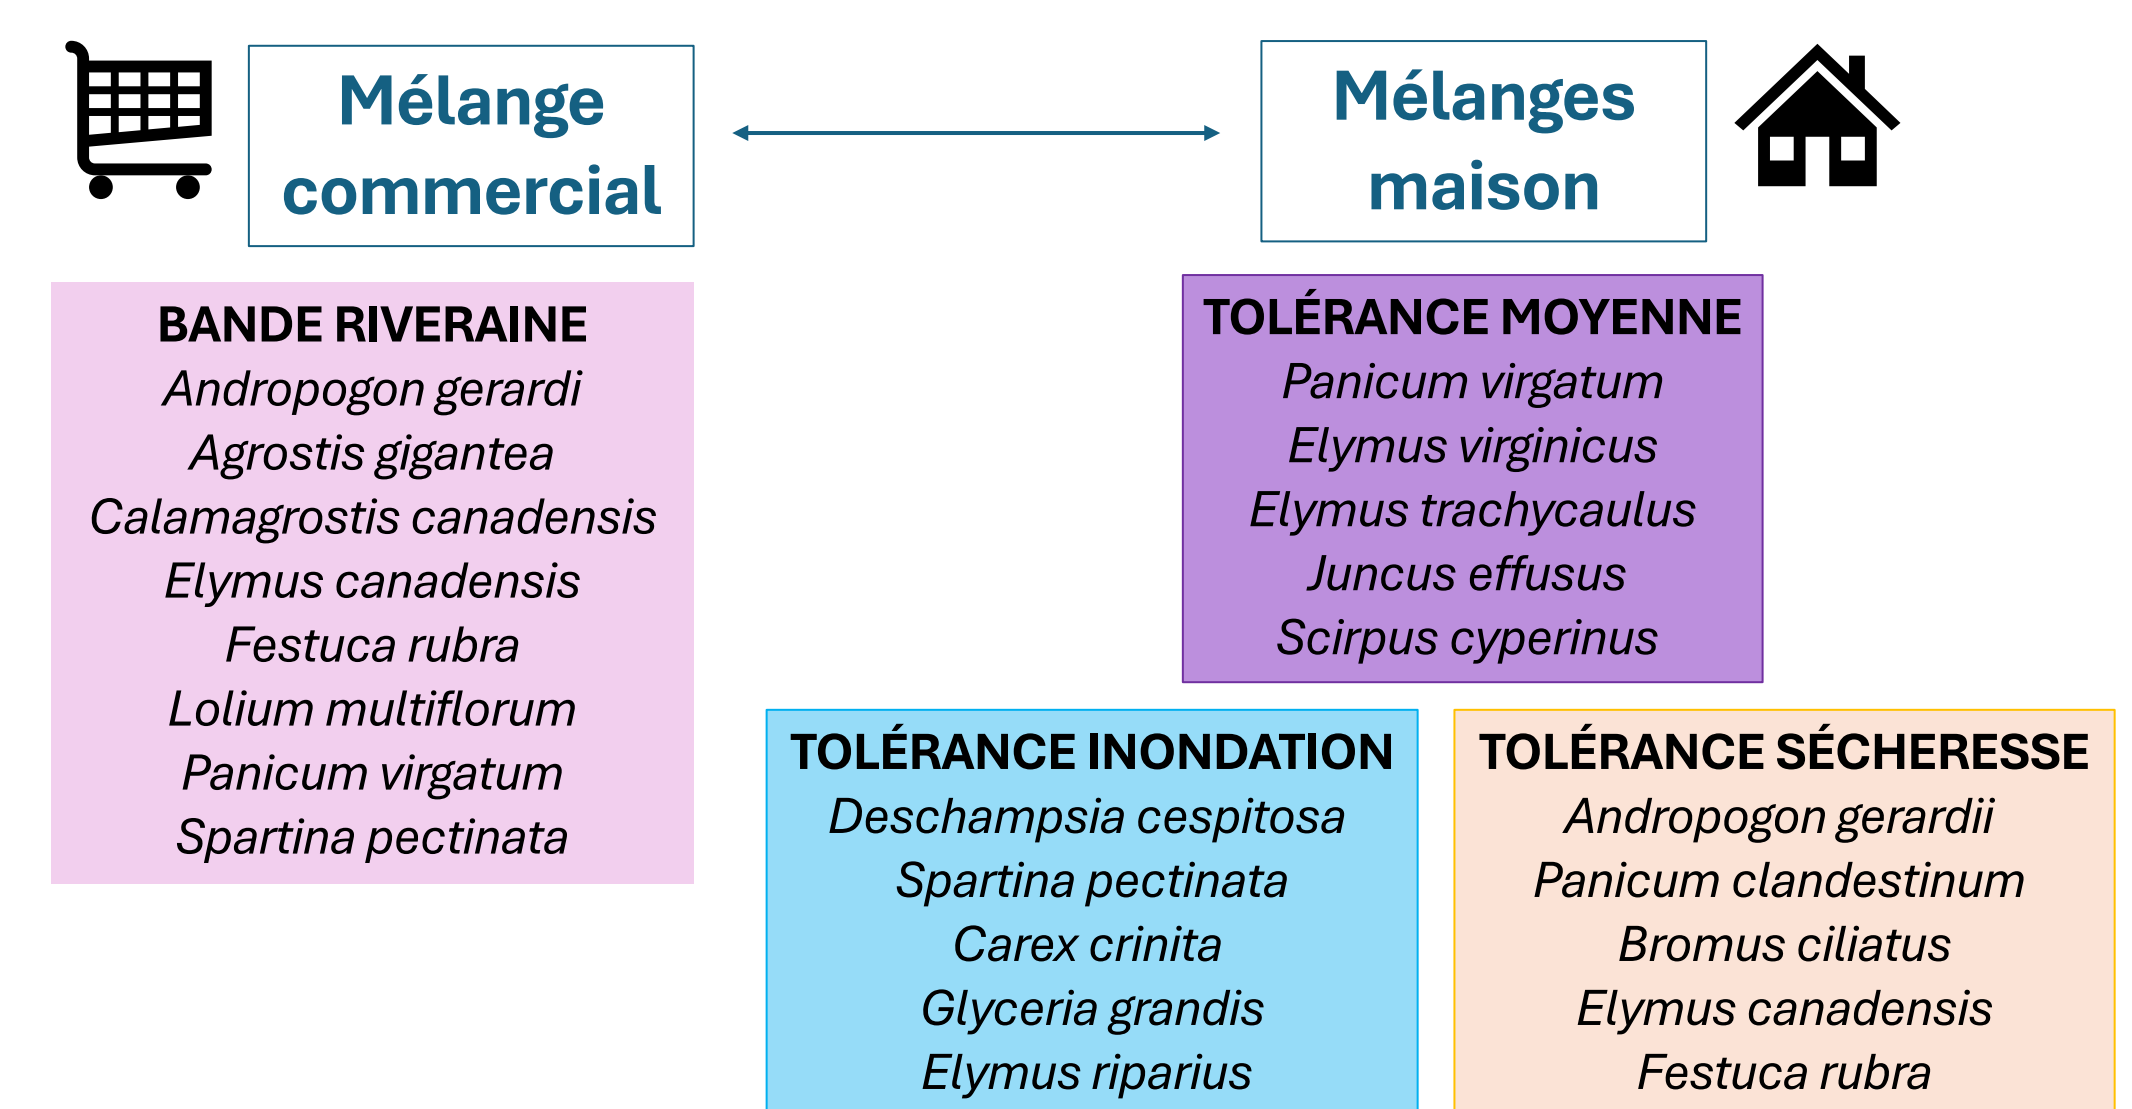 Mélange
commercial
Mélanges
maison
BANDE RIVERAINE
Andropogon gerardi
Agrostis gigantea
Calamagrostis canadensis
Elymus canadensis
Festuca rubra
Lolium multiflorum
Panicum virgatum
Spartina pectinata
TOLÉRANCE MOYENNE
Panicum virgatum
Elymus virginicus
Elymus trachycaulus
Juncus effusus
Scirpus cyperinus
TOLÉRANCE INONDATION
Deschampsia cespitosa
Spartina pectinata
Carex crinita
Glyceria grandis
Elymus riparius
TOLÉRANCE SÉCHERESSE
Andropogon gerardii
Panicum clandestinum
Bromus ciliatus
Elymus canadensis
Festuca rubra